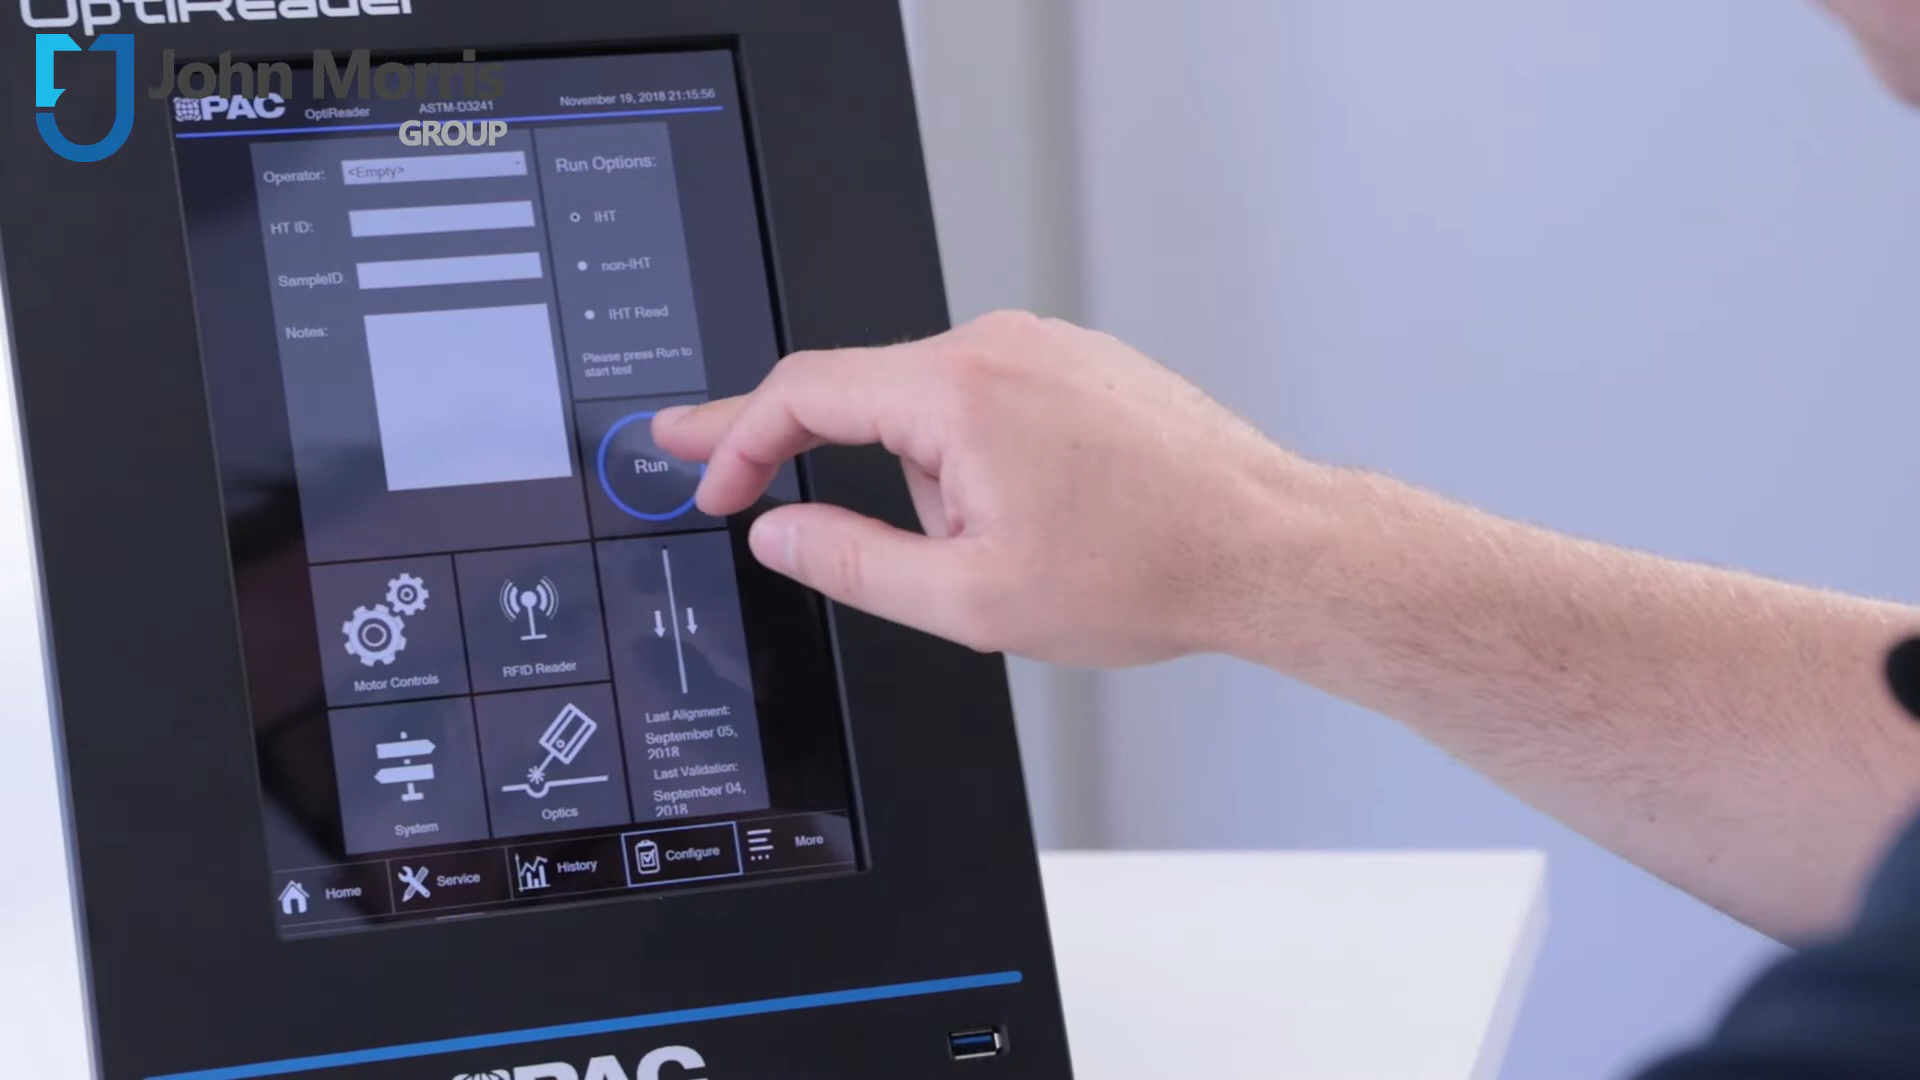 OptiReader
John Morris
GROUP
PAC
OptiReader
ASTM-D3241
November 19, 2018 21:15:56
Operator:
<Empty>
HT ID:
SampleID:
Notes:
Run Options:
IHT
non-IHT
IHT Read
Please press Run to
start test
Run
Motor Controls
RFID Reader
System
Optics
Last Alignment:
September 05,
2018
Last Validation:
September 04,
2018
Home
Service
History
Configure
More
PAC